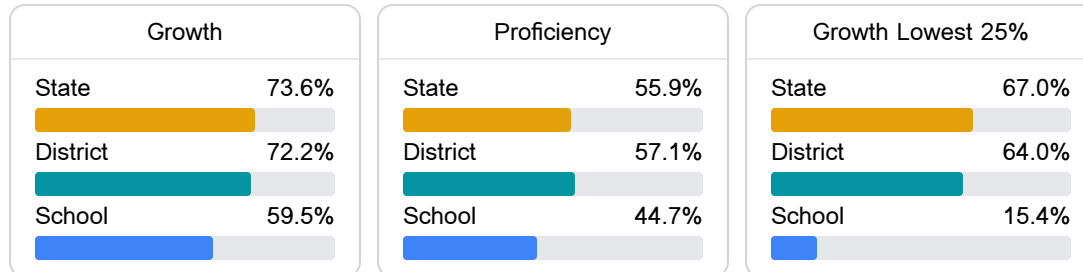 Growth
State 73.6%
District 72.2%
School 59.5%
Proficiency
State 55.9%
District 57.1%
School 44.7%
Growth Lowest 25%
State 67.0%
District 64.0%
School 15.4%